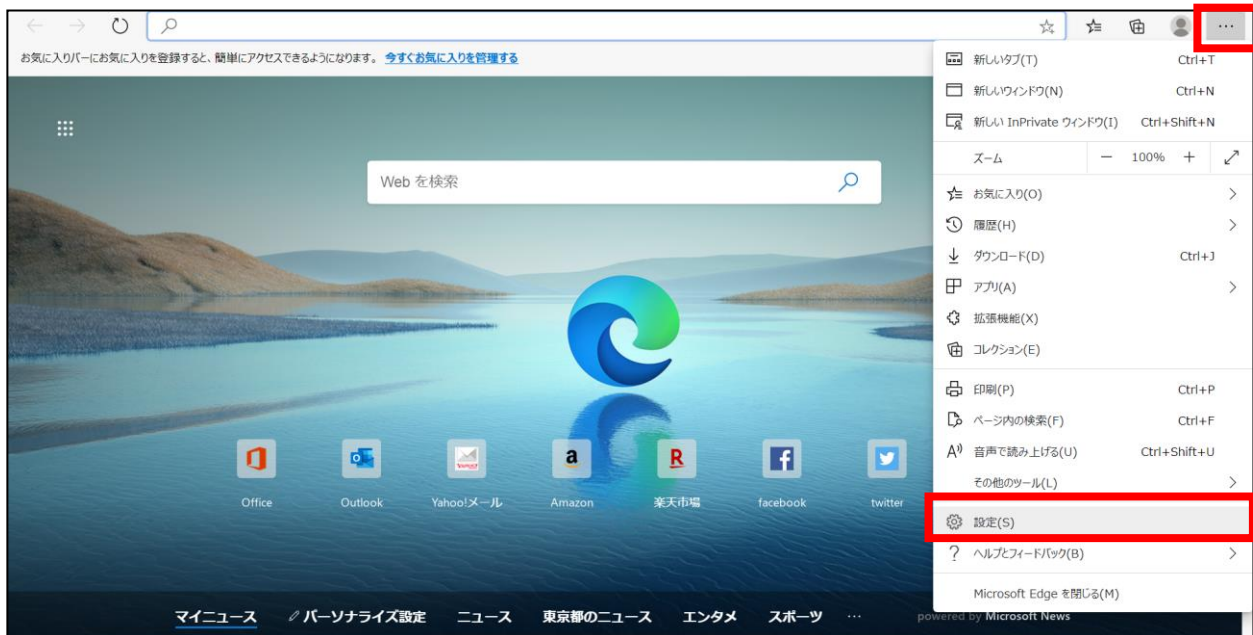 お気に入りバーにお気に入りを登録すると、簡単にアクセスできるようになります。 今すぐお気に入りを管理する
新しいタブ(T) Ctrl+T
新しいウィンドウ(N) Ctrl+N
新しい InPrivate ウィンドウ(I) Ctrl+Shift+N
ズーム − 100% +
お気に入り(O)
履歴(H)
ダウンロード(D) Ctrl+J
アプリ(A)
拡張機能(X)
コレクション(E)
印刷(P) Ctrl+P
ページ内の検索(F) Ctrl+F
音声で読み上げる(U) Ctrl+Shift+U
その他のツール(L)
設定(S)
ヘルプとフィードバック(B)
Microsoft Edge を閉じる(M)
Web を検索
Office Outlook Yahoo!メール Amazon 楽天市場 facebook twitter
マイニュース パーソナライズ設定 ニュース 東京都のニュース エンタメ スポーツ … powered by Microsoft News